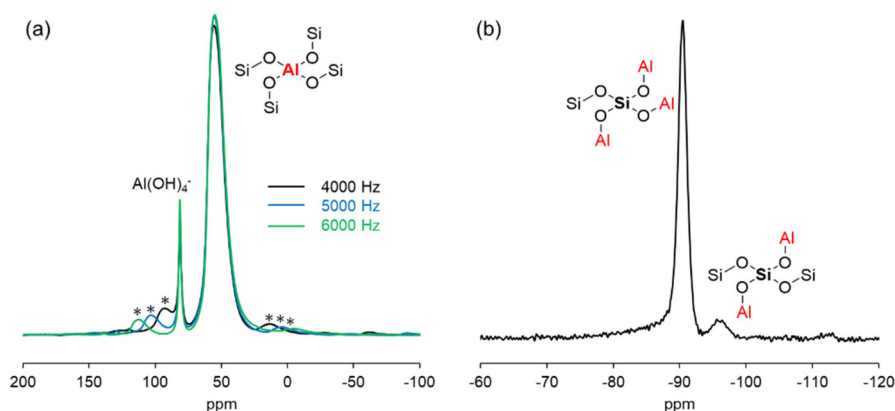 (a)
Si
Si
O
O
Si
Al
Si
O
O
Si
Al(OH)₄⁻
4000 Hz
5000 Hz
6000 Hz
* * *
* * *
200 150 100 50 0 -50 -100
ppm
(b)
Al
O
O
Si
Si
Al
O
O
Al
Al
O
O
Si
Si
Si
O
O
Al
-60 -70 -80 -90 -100 -110 -120
ppm